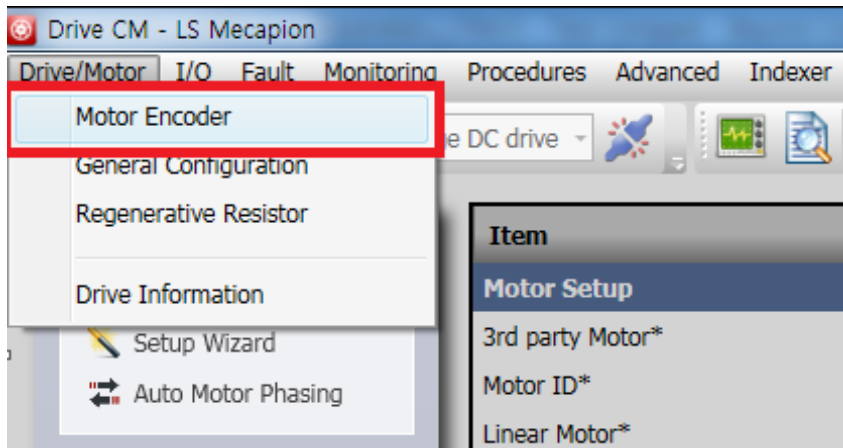 Drive CM - LS Mecapion
Drive/Motor I/O Fault Monitoring Procedures Advanced Indexer
Motor Encoder
e DC drive
General Configuration
Regenerative Resistor
Item
Drive Information
Motor Setup
Setup Wizard
3rd party Motor*
Auto Motor Phasing
Motor ID*
Linear Motor*